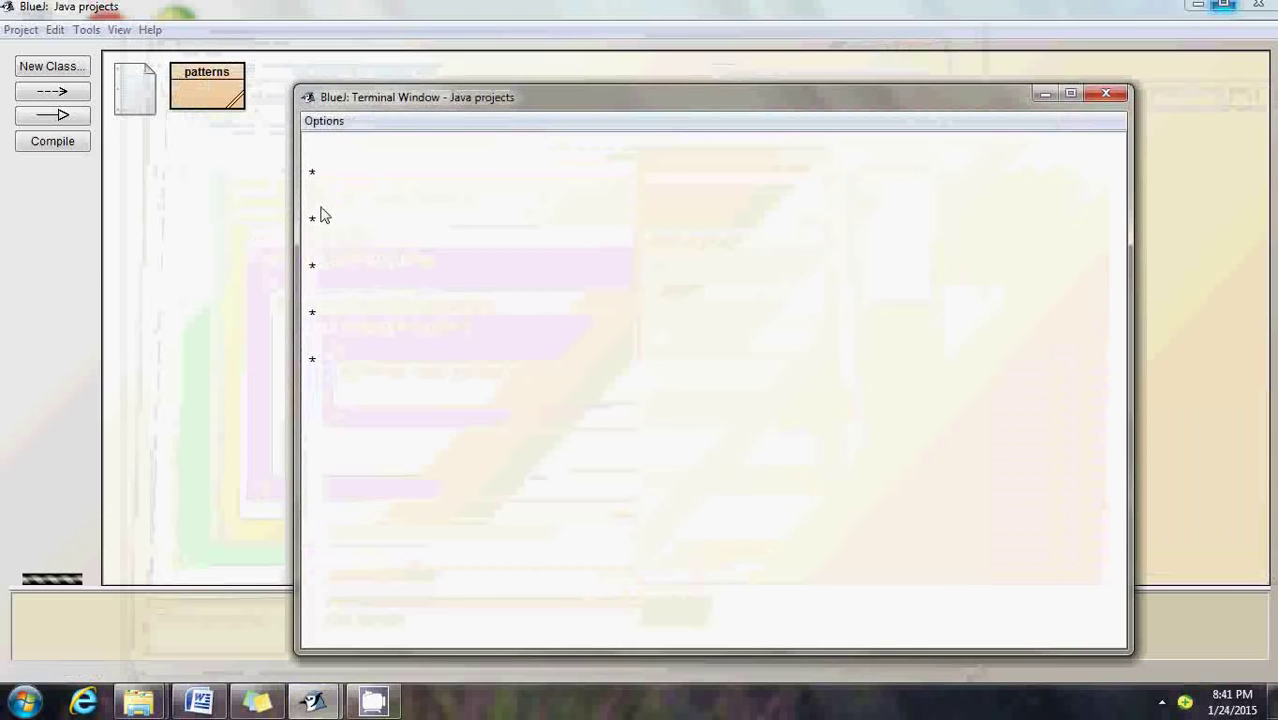 BlueJ: Java projects
Project Edit Tools View Help
New Class...
patterns
Compile
BlueJ: Terminal Window - Java projects
Options
*
*
*
*
*
8:41 PM
1/24/2015